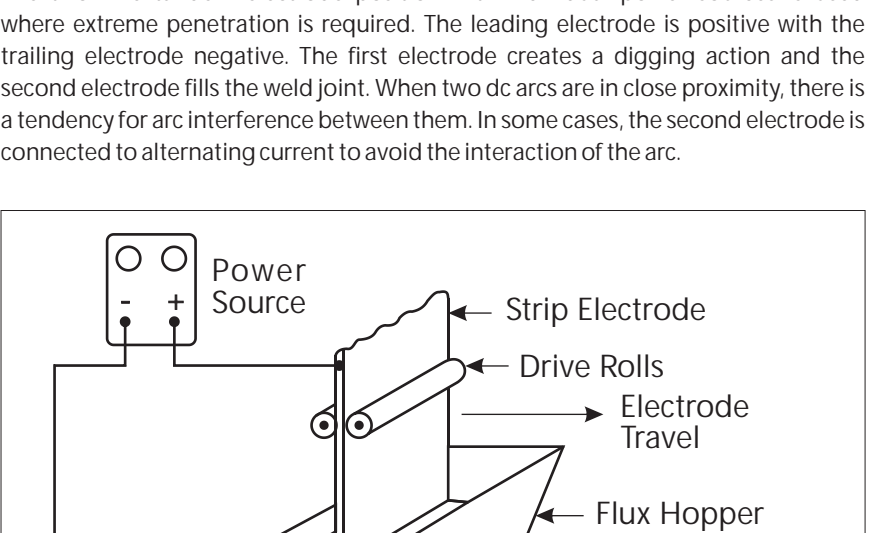 where extreme penetration is required. The leading electrode is positive with the
trailing electrode negative. The first electrode creates a digging action and the
second electrode fills the weld joint. When two dc arcs are in close proximity, there is
a tendency for arc interference between them. In some cases, the second electrode is
connected to alternating current to avoid the interaction of the arc.
Power
Source
- +
Strip Electrode
Drive Rolls
Electrode
Travel
Flux Hopper